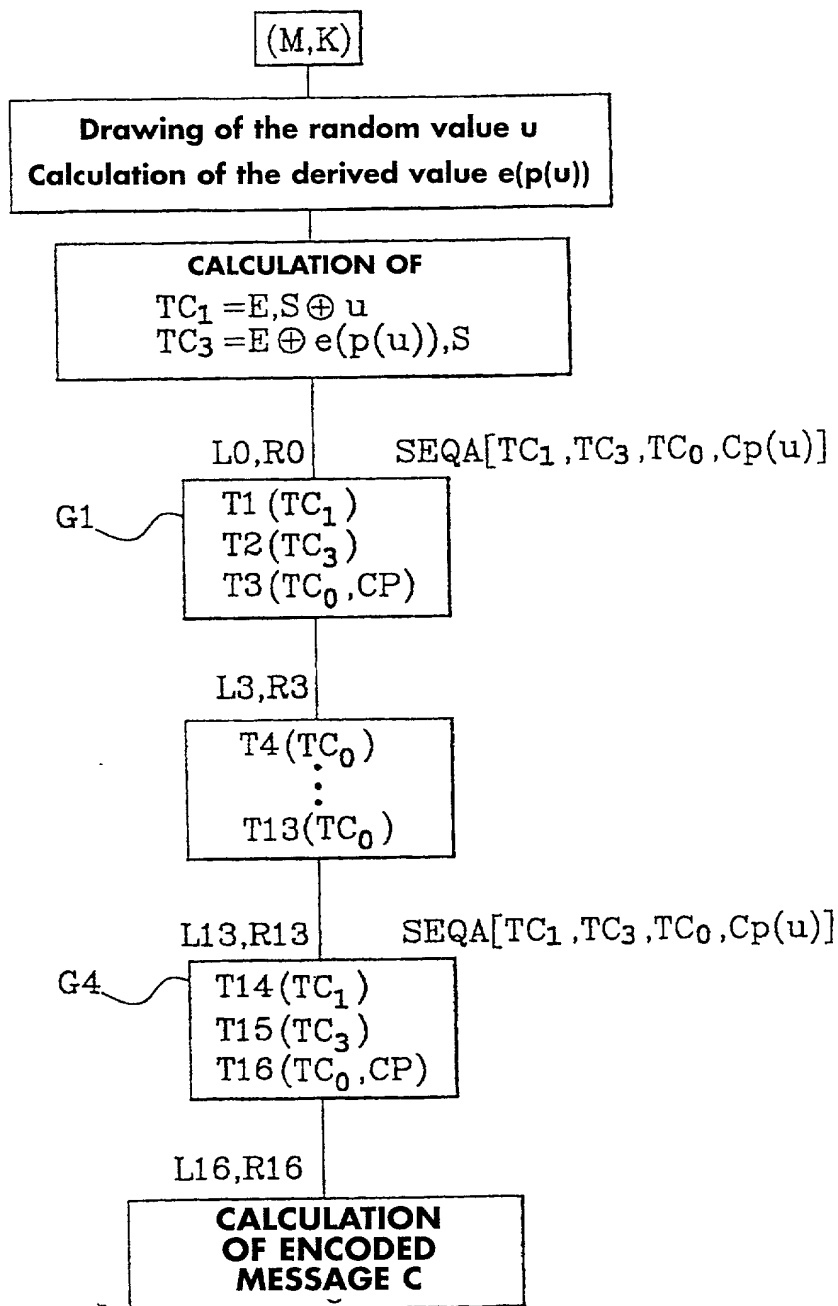 (M,K)
Drawing of the random value u
Calculation of the derived value e(p(u))
CALCULATION OF
TC₁ =E,S ⊕ u
TC₃ =E ⊕ e(p(u)),S
L0,R0 SEQA[TC₁,TC₃,TC₀,Cp(u)]
G1
T1(TC₁)
T2(TC₃)
T3(TC₀,CP)
L3,R3
T4(TC₀)
T13(TC₀)
L13,R13 SEQA[TC₁,TC₃,TC₀,Cp(u)]
G4
T14(TC₁)
T15(TC₃)
T16(TC₀,CP)
L16,R16
CALCULATION
OF ENCODED
MESSAGE C